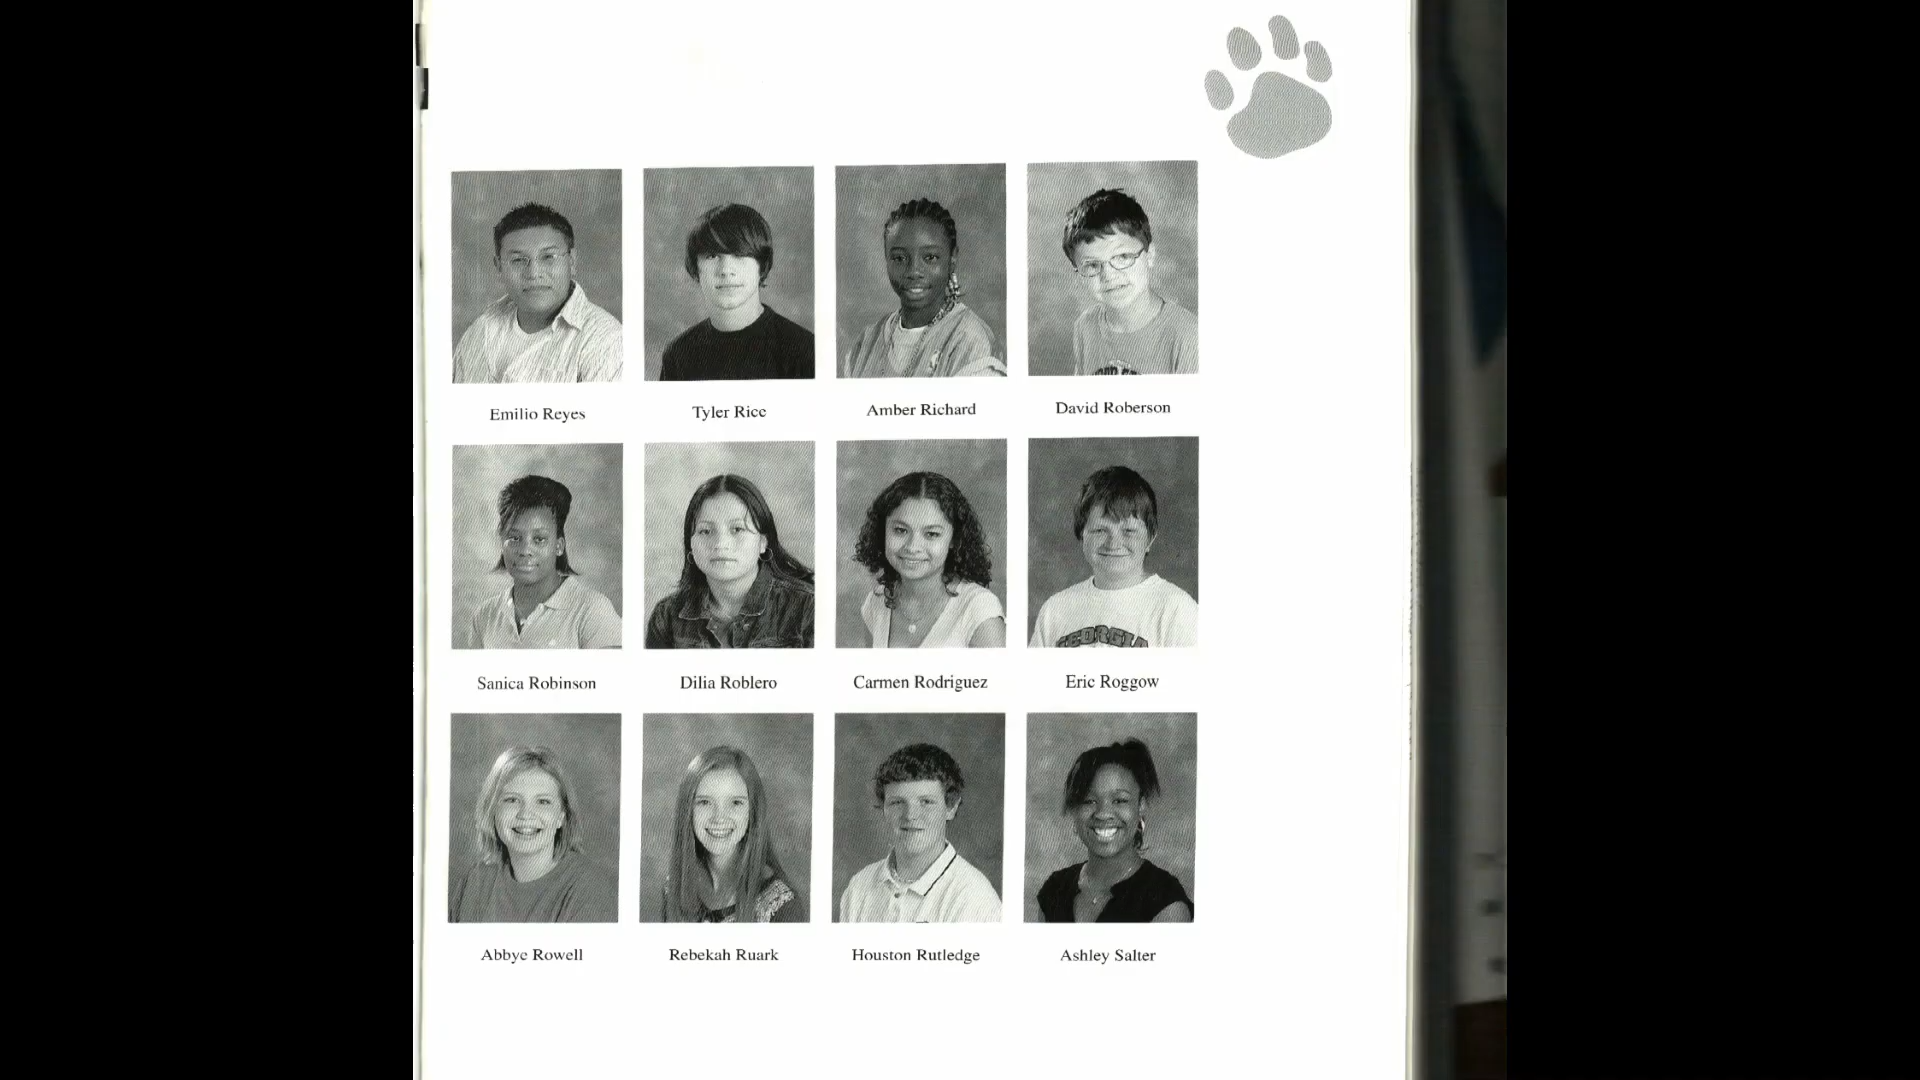 Emilio Reyes
Tyler Rice
Amber Richard
David Roberson
Sanica Robinson
Dilia Roblero
Carmen Rodriguez
GEORGIA
Eric Roggow
Abbye Rowell
Rebekah Ruark
Houston Rutledge
Ashley Salter